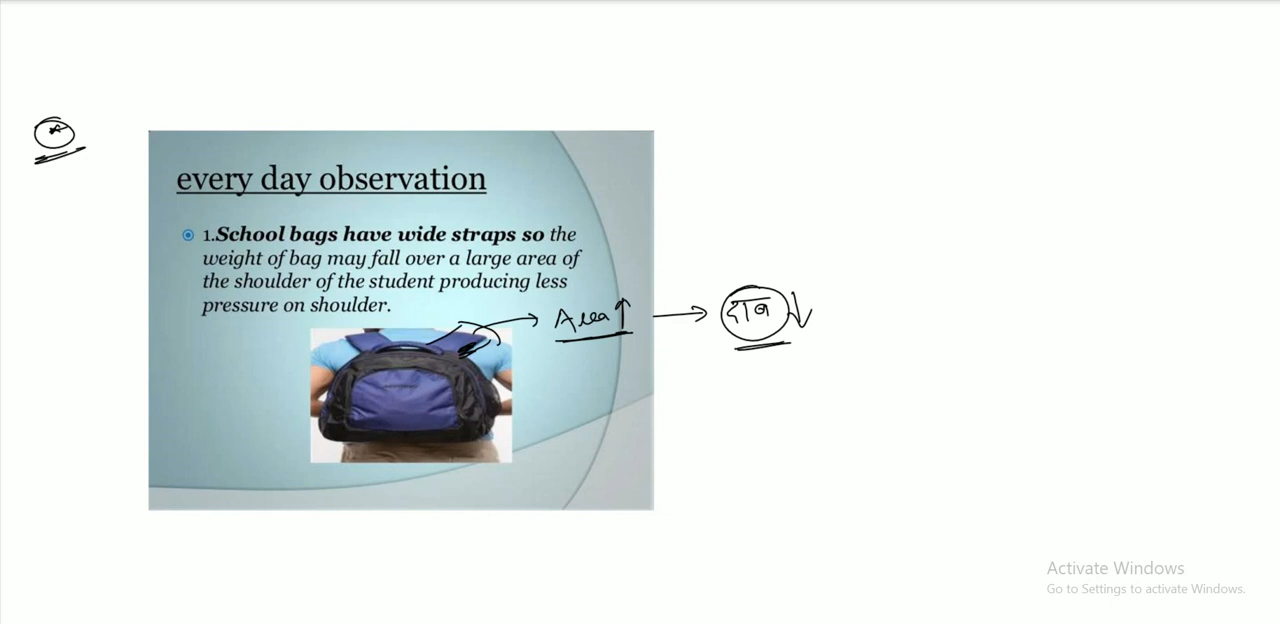 every day observation
1.School bags have wide straps so the
weight of bag may fall over a large area of
the shoulder of the student producing less
pressure on shoulder.
Area↑ → दाब↓
Activate Windows
Go to Settings to activate Windows.